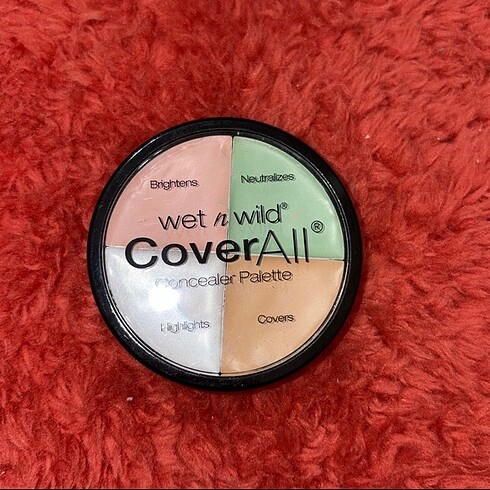 Brightens Neutralizes
wet n wild®
CoverAll®
Concealer Palette
Highlights Covers